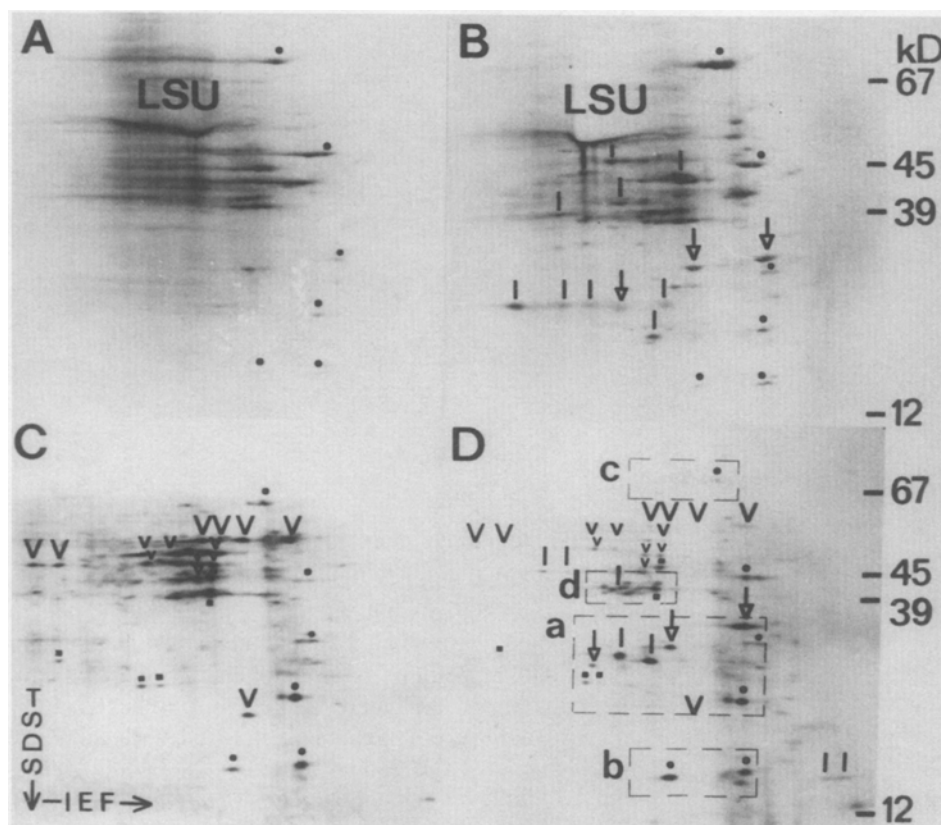 A
LSU
B
LSU
kD
67
45
39
12
C
V V V V V V
v v v
v v
V
SDS-T
IEF
D
c
67
V V V V
V V v v v
v v v
v v
45
d
39
a
V
b
12